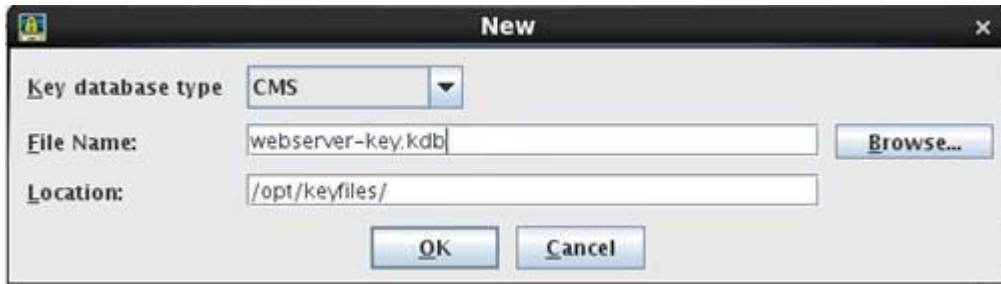 New
Key database type CMS
File Name: webserver-key.kdb Browse...
Location: /opt/keyfiles/
OK Cancel